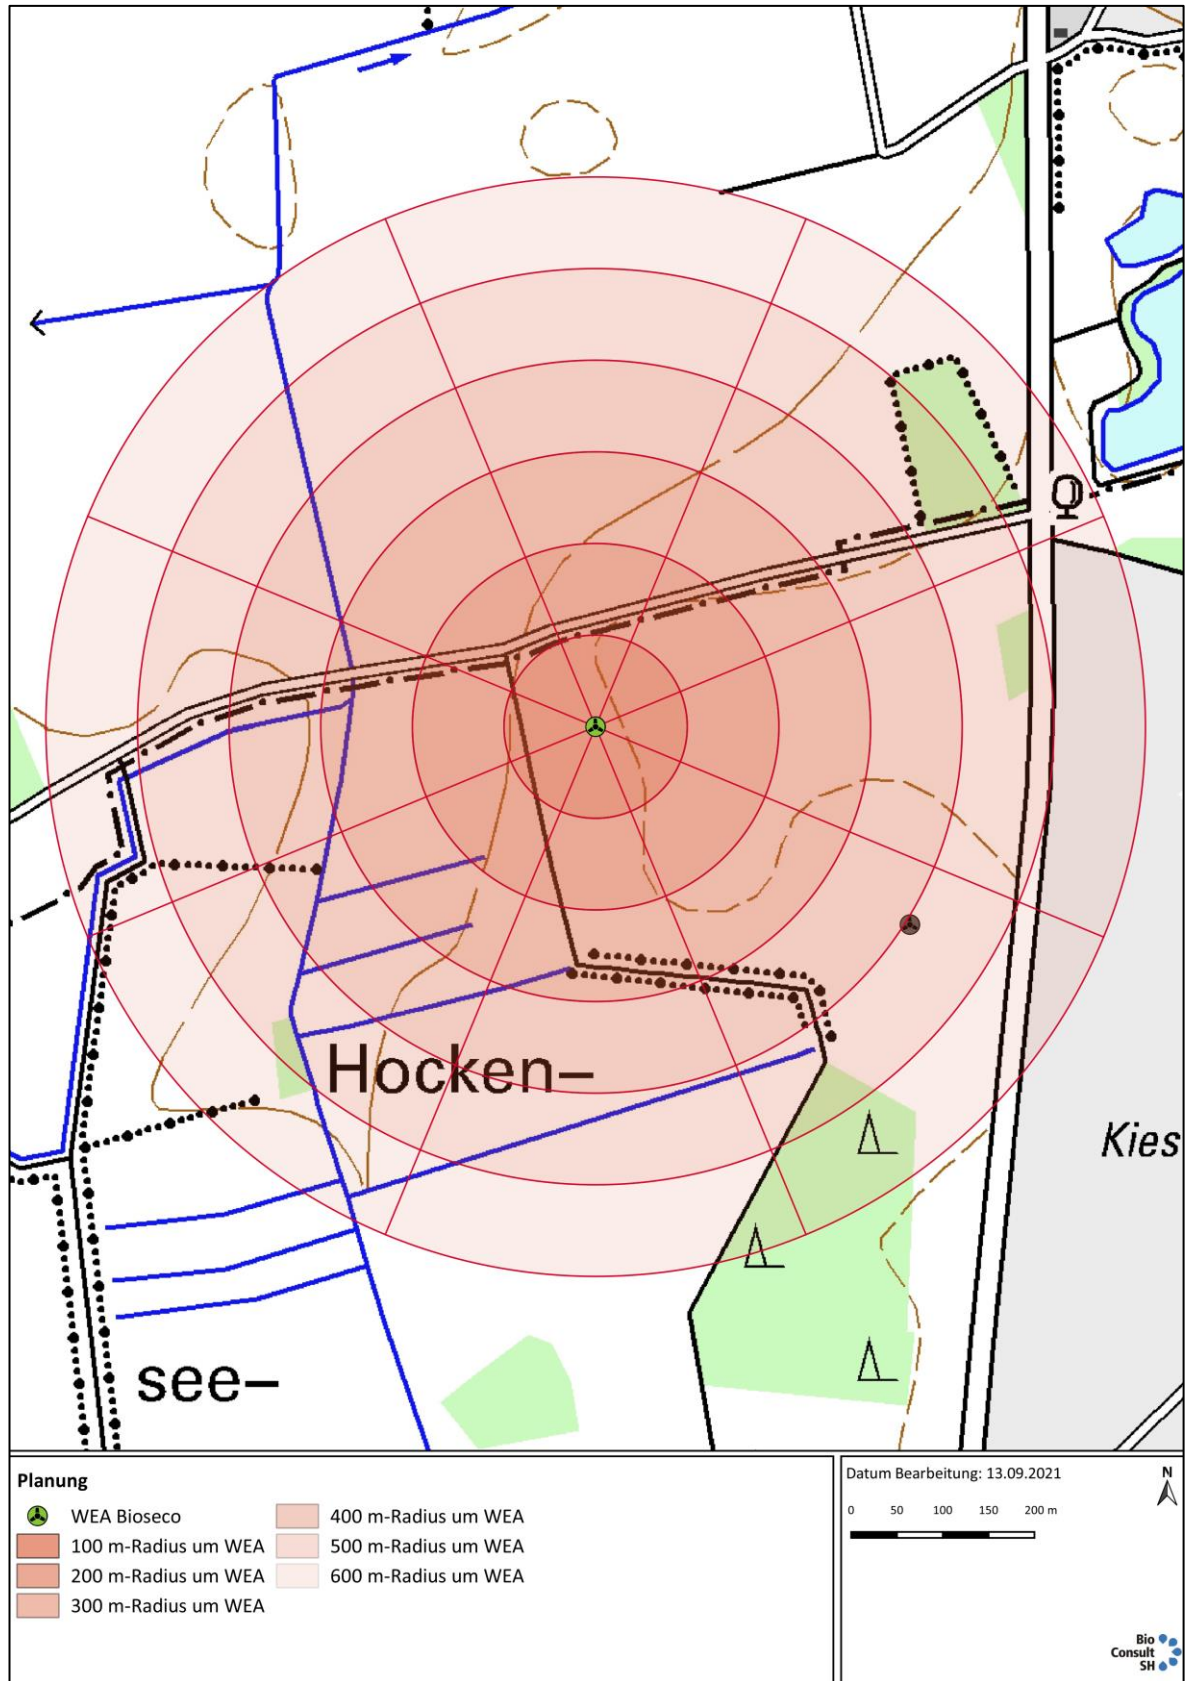 Hocken–
Kies
see–
Planung
WEA Bioseco
100 m-Radius um WEA
200 m-Radius um WEA
300 m-Radius um WEA
400 m-Radius um WEA
500 m-Radius um WEA
600 m-Radius um WEA
Datum Bearbeitung: 13.09.2021
N
0 50 100 150 200 m
Bio
Consult
SH